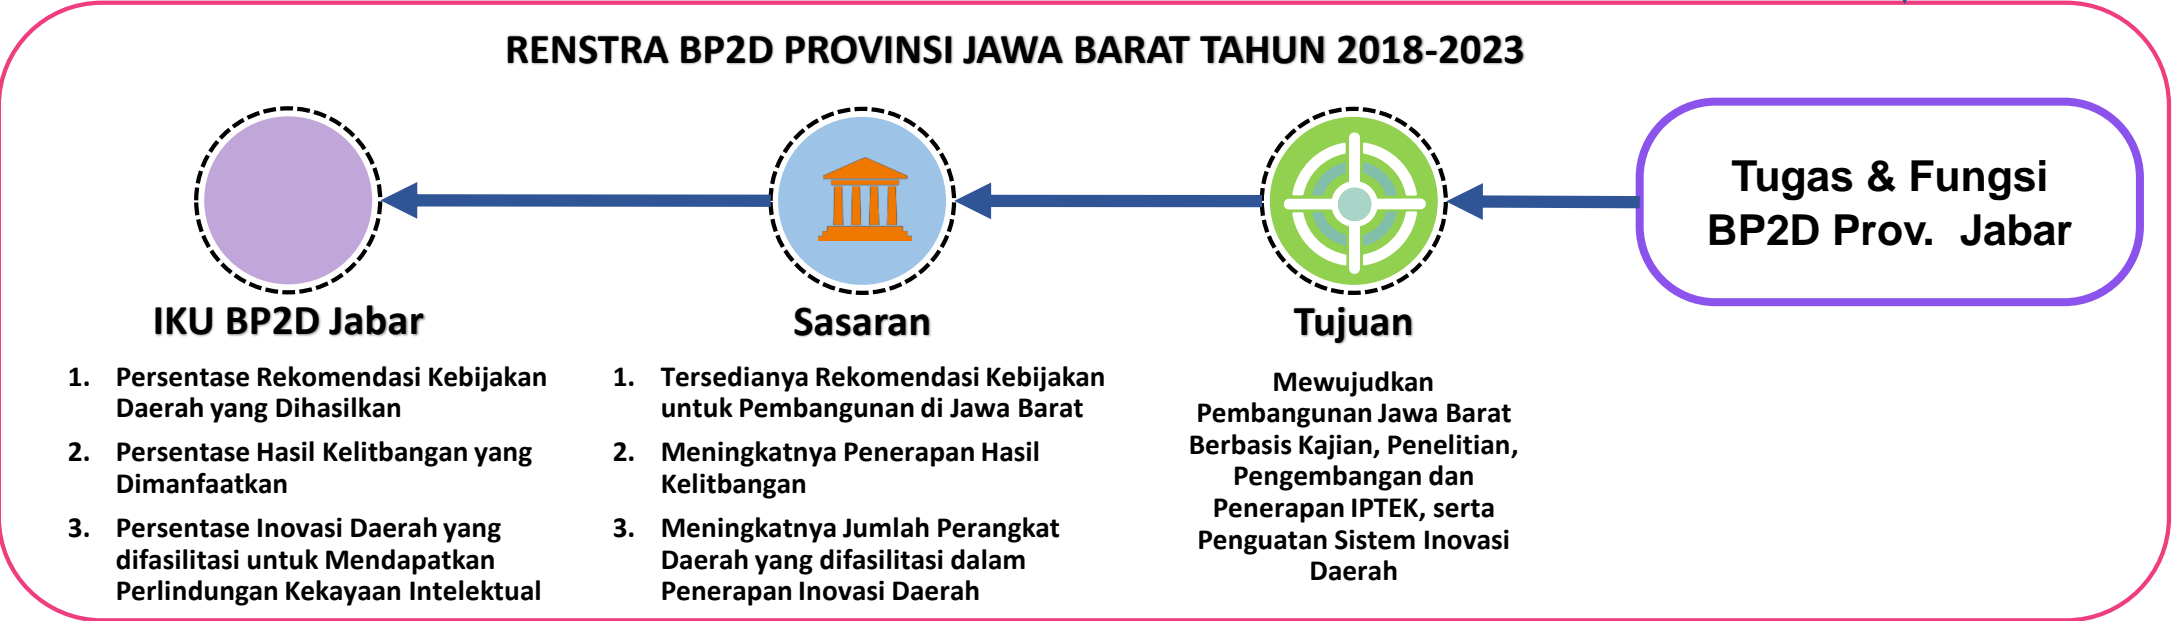 RENSTRA BP2D PROVINSI JAWA BARAT TAHUN 2018-2023
IKU BP2D Jabar
1. Persentase Rekomendasi Kebijakan
Daerah yang Dihasilkan
2. Persentase Hasil Kelitbangan yang
Dimanfaatkan
3. Persentase Inovasi Daerah yang
difasilitasi untuk Mendapatkan
Perlindungan Kekayaan Intelektual
Sasaran
1. Tersedianya Rekomendasi Kebijakan
untuk Pembangunan di Jawa Barat
2. Meningkatnya Penerapan Hasil
Kelitbangan
3. Meningkatnya Jumlah Perangkat
Daerah yang difasilitasi dalam
Penerapan Inovasi Daerah
Tujuan
Mewujudkan
Pembangunan Jawa Barat
Berbasis Kajian, Penelitian,
Pengembangan dan
Penerapan IPTEK, serta
Penguatan Sistem Inovasi
Daerah
Tugas & Fungsi
BP2D Prov. Jabar